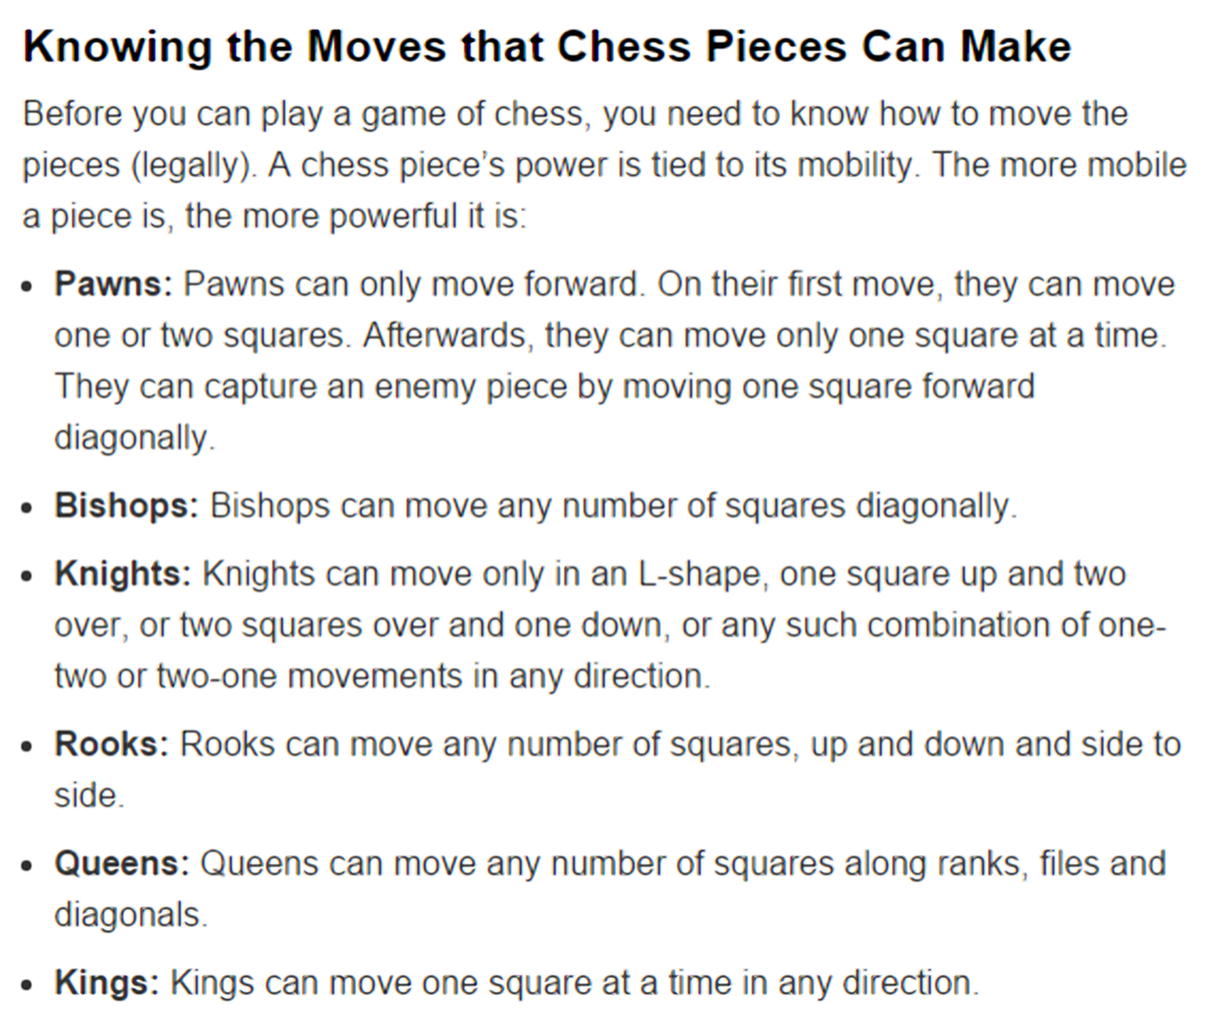 Knowing the Moves that Chess Pieces Can Make
Before you can play a game of chess, you need to know how to move the
pieces (legally). A chess piece’s power is tied to its mobility. The more mobile
a piece is, the more powerful it is:
• Pawns: Pawns can only move forward. On their first move, they can move
one or two squares. Afterwards, they can move only one square at a time.
They can capture an enemy piece by moving one square forward
diagonally.
• Bishops: Bishops can move any number of squares diagonally.
• Knights: Knights can move only in an L-shape, one square up and two
over, or two squares over and one down, or any such combination of one-
two or two-one movements in any direction.
• Rooks: Rooks can move any number of squares, up and down and side to
side.
• Queens: Queens can move any number of squares along ranks, files and
diagonals.
• Kings: Kings can move one square at a time in any direction.